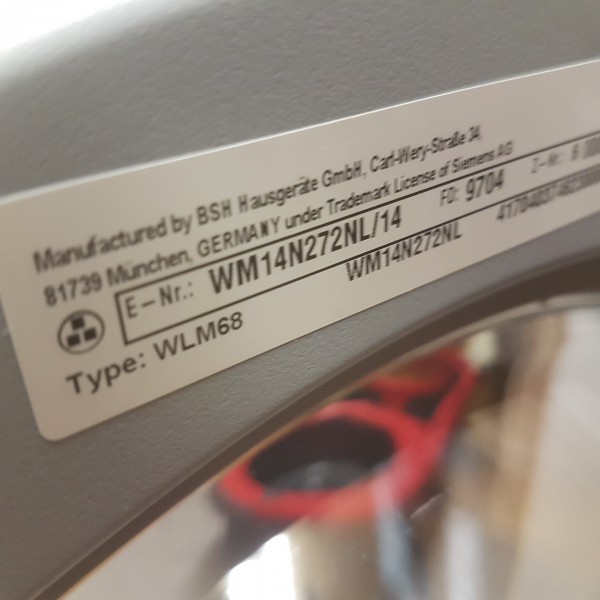 Manufactured by BSH Hausgeräte GmbH, Carl-Wery-Straße 34,
81739 München, GERMANY under Trademark License of Siemens AG
E-Nr.: WM14N272NL/14 FD: 9704 Z-Nr.:
WM14N272NL
Type: WLM68